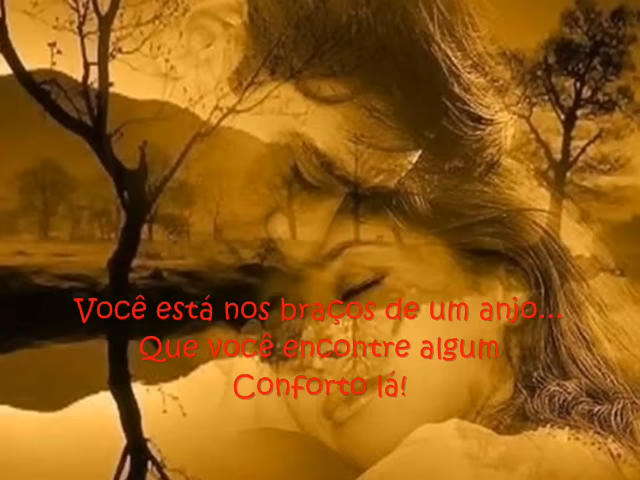 Você está nos braços de um anjo...
Que você encontre algum
Conforto lá!